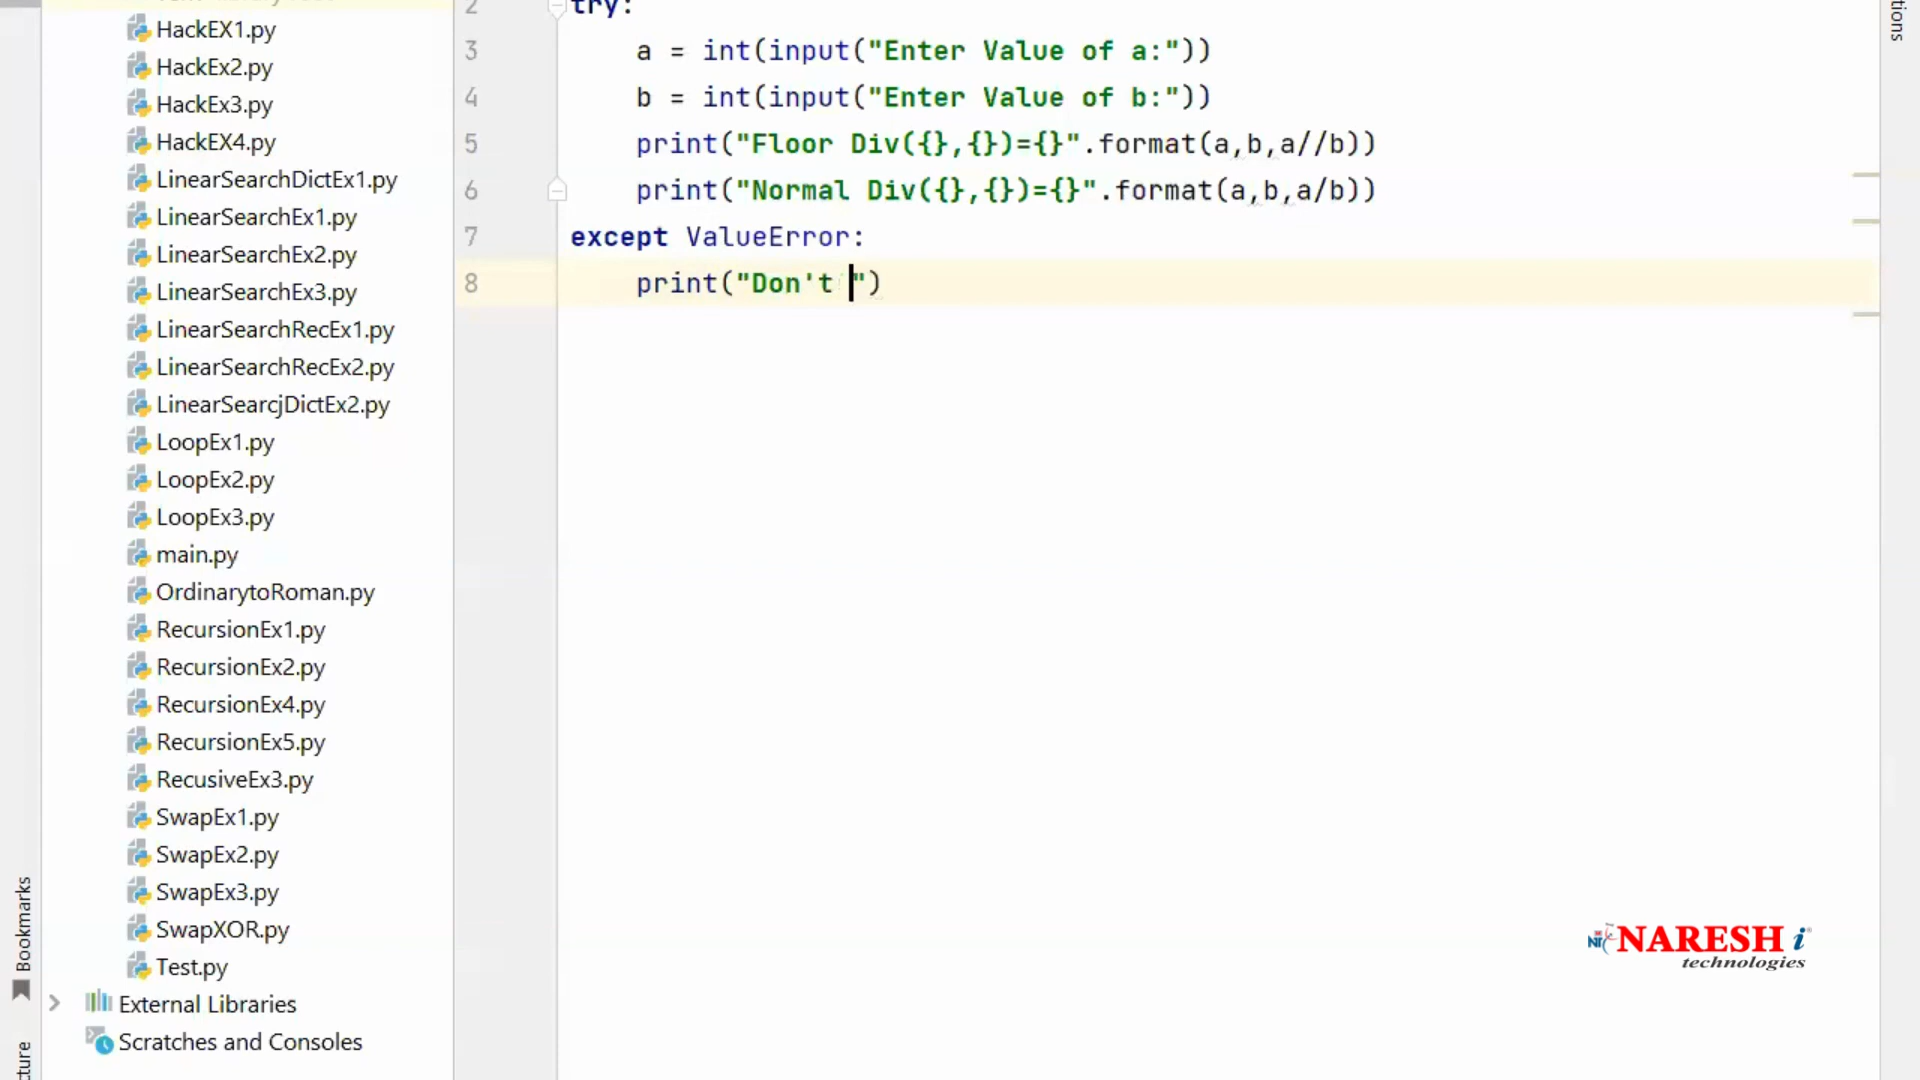 HackEX1.py
HackEx2.py
HackEx3.py
HackEX4.py
LinearSearchDictEx1.py
LinearSearchEx1.py
LinearSearchEx2.py
LinearSearchEx3.py
LinearSearchRecEx1.py
LinearSearchRecEx2.py
LinearSearcjDictEx2.py
LoopEx1.py
LoopEx2.py
LoopEx3.py
main.py
OrdinarytoRoman.py
RecursionEx1.py
RecursionEx2.py
RecursionEx4.py
RecursionEx5.py
RecusiveEx3.py
SwapEx1.py
SwapEx2.py
SwapEx3.py
SwapXOR.py
Test.py
External Libraries
Scratches and Consoles
Bookmarks
2 try:
3 a = int(input("Enter Value of a:"))
4 b = int(input("Enter Value of b:"))
5 print("Floor Div({},{})={}".format(a,b,a//b))
6 print("Normal Div({},{})={}".format(a,b,a/b))
7 except ValueError:
8 print("Don't ")
NARESH i
technologies